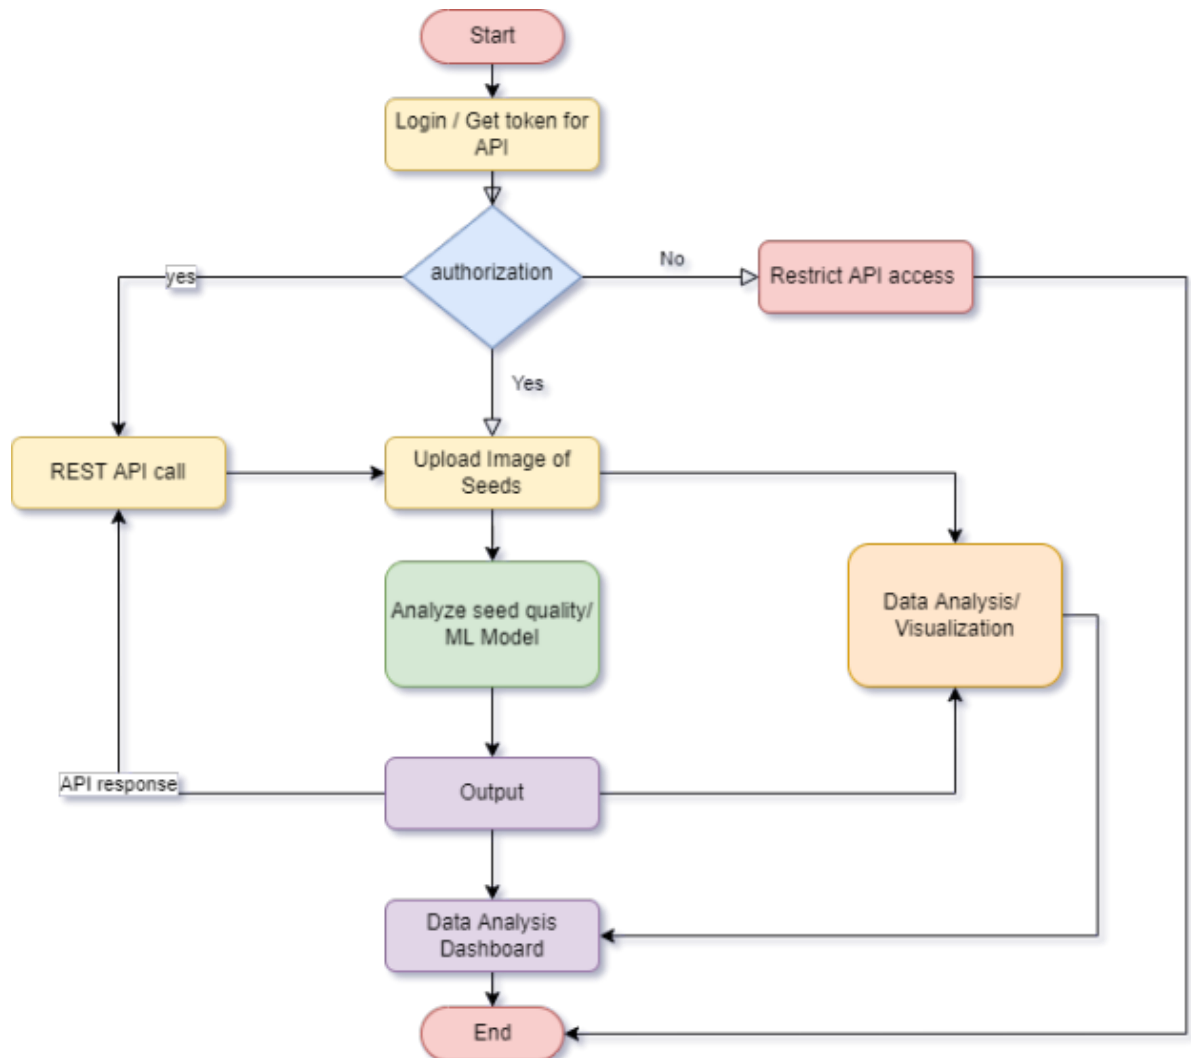 Start
Login / Get token for
API
authorization
yes
No
Restrict API access
Yes
REST API call
Upload Image of
Seeds
Analyze seed quality/
ML Model
Data Analysis/
Visualization
API response
Output
Data Analysis
Dashboard
End